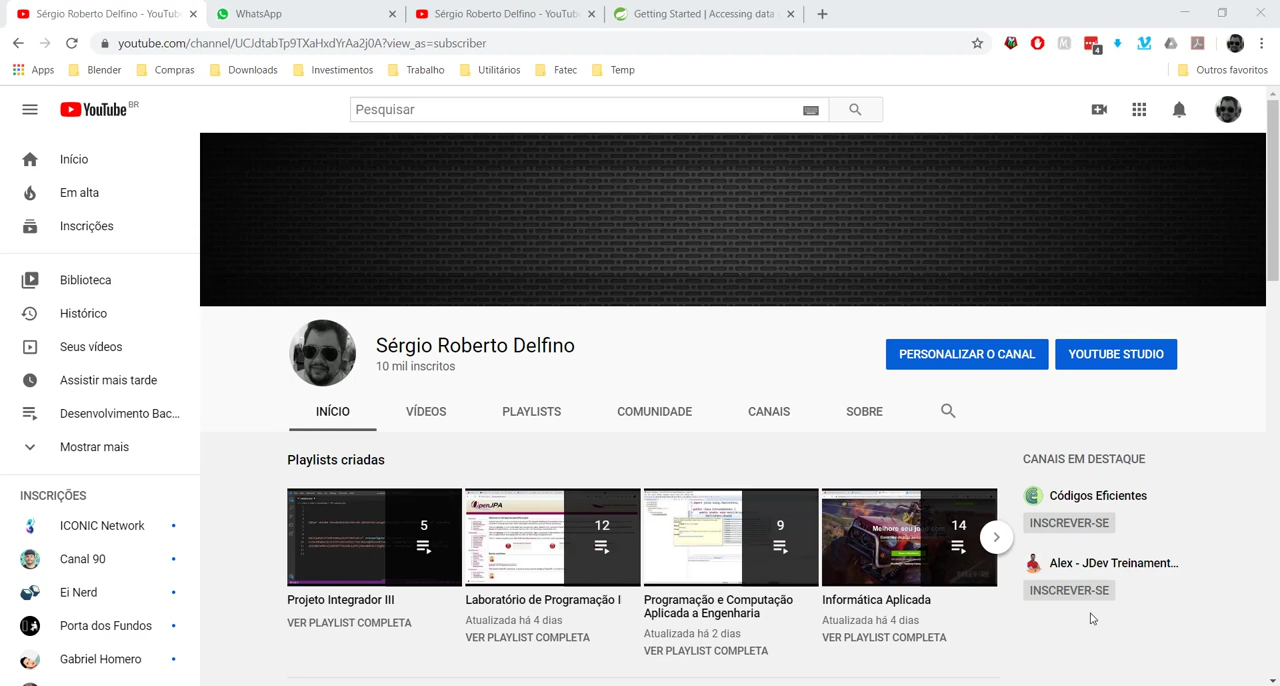 Sérgio Roberto Delfino - YouTub
WhatsApp
Sérgio Roberto Delfino - YouTub
Getting Started | Accessing data
youtube.com/channel/UCJdtabTp9TXaHxdYrAa2j0A?view_as=subscriber
4
Apps
Blender
Compras
Downloads
Investimentos
Trabalho
Utilitários
Fatec
Temp
Outros favoritos
YouTube BR
Pesquisar
Início
Em alta
Inscrições
Biblioteca
Histórico
Seus vídeos
Assistir mais tarde
Desenvolvimento Bac...
Mostrar mais
INSCRIÇÕES
ICONIC Network
Canal 90
Ei Nerd
Porta dos Fundos
Gabriel Homero
Sérgio Roberto Delfino
10 mil inscritos
PERSONALIZAR O CANAL
YOUTUBE STUDIO
INÍCIO
VÍDEOS
PLAYLISTS
COMUNIDADE
CANAIS
SOBRE
Playlists criadas
5
12
9
14
Projeto Integrador III
VER PLAYLIST COMPLETA
Laboratório de Programação I
Atualizada há 4 dias
VER PLAYLIST COMPLETA
Programação e Computação
Aplicada a Engenharia
Atualizada há 2 dias
VER PLAYLIST COMPLETA
Informática Aplicada
Atualizada há 4 dias
VER PLAYLIST COMPLETA
CANAIS EM DESTAQUE
Códigos Eficientes
INSCREVER-SE
Alex - JDev Treinament...
INSCREVER-SE